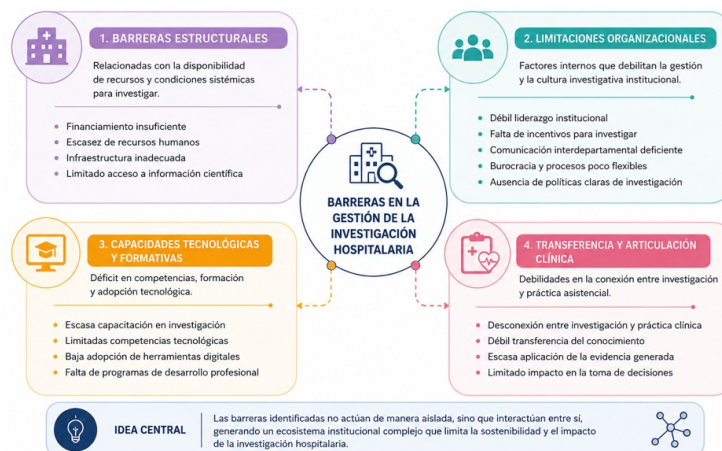 1. BARRERAS ESTRUCTURALES
Relacionadas con la disponibilidad
de recursos y condiciones sistémicas
para investigar.
Financiamiento insuficiente
Escasez de recursos humanos
Infraestructura inadecuada
Limitado acceso a información científica
2. LIMITACIONES ORGANIZACIONALES
Factores internos que debilitan la gestión
y la cultura investigativa institucional.
Débil liderazgo institucional
Falta de incentivos para investigar
Comunicación interdepartamental deficiente
Burocracia y procesos poco flexibles
Ausencia de políticas claras de investigación
BARRERAS EN LA
GESTIÓN DE LA
INVESTIGACIÓN
HOSPITALARIA
3. CAPACIDADES TECNOLÓGICAS
Y FORMATIVAS
Déficit en competencias, formación
y adopción tecnológica.
Escasa capacitación en investigación
Limitadas competencias tecnológicas
Baja adopción de herramientas digitales
Falta de programas de desarrollo profesional
4. TRANSFERENCIA Y ARTICULACIÓN
CLÍNICA
Debilidades en la conexión entre investigación
y práctica asistencial.
Desconexión entre investigación y práctica clínica
Débil transferencia del conocimiento
Escasa aplicación de la evidencia generada
Limitado impacto en la toma de decisiones
IDEA CENTRAL
Las barreras identificadas no actúan de manera aislada, sino que interactúan entre sí,
generando un ecosistema institucional complejo que limita la sostenibilidad y el impacto
de la investigación hospitalaria.